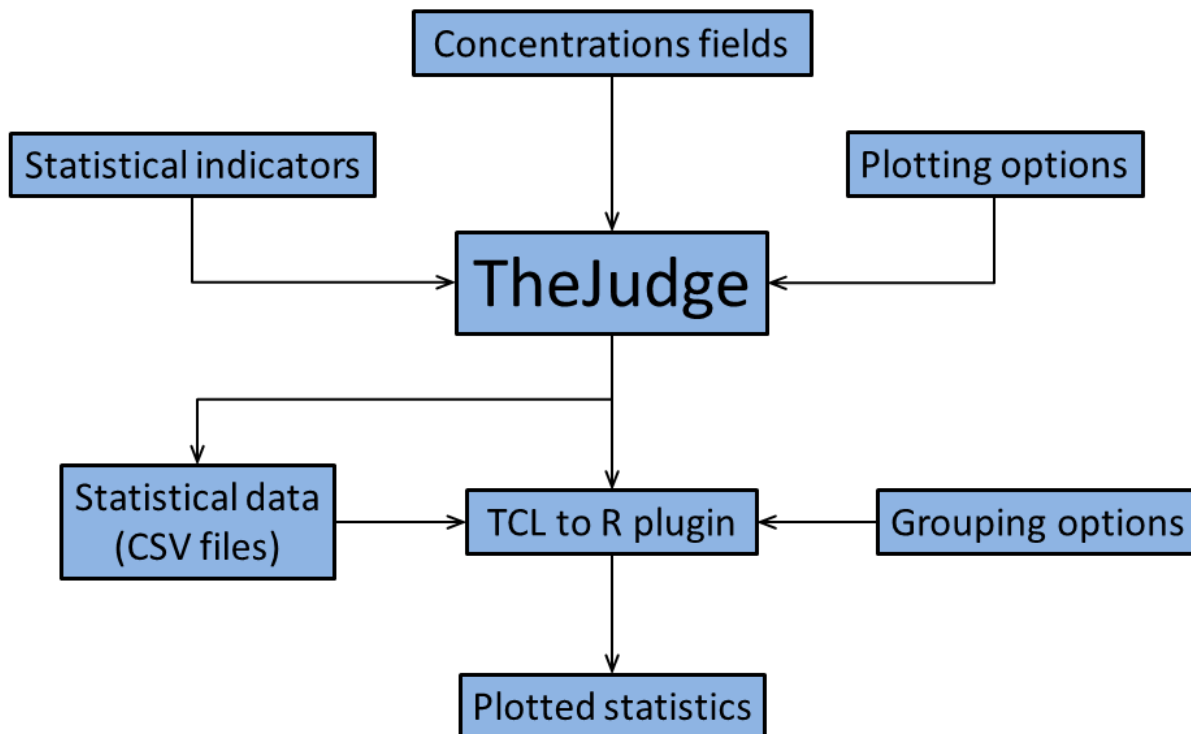 Concentrations fields
Statistical indicators
Plotting options
TheJudge
Statistical data
(CSV files)
TCL to R plugin
Grouping options
Plotted statistics